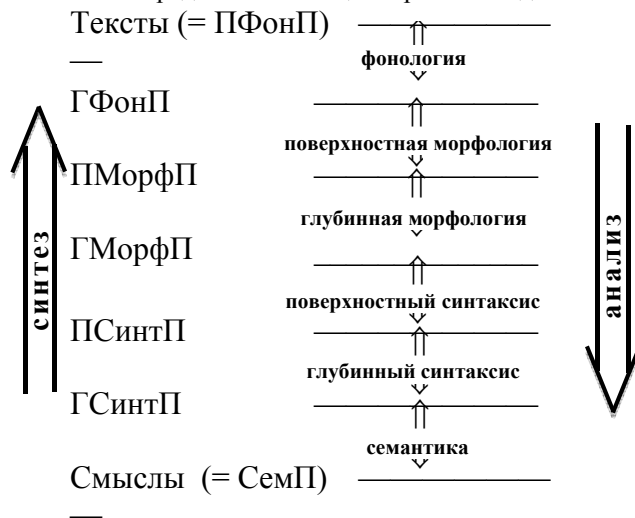 Тексты (= ПФонП)
фонология
—
ГФонП
поверхностная морфология
ПМорфП
глубинная морфология
ГМорфП
синтез
анализ
поверхностный синтаксис
ПСинтП
глубинный синтаксис
ГСинтП
семантика
Смыслы (= СемП)
—